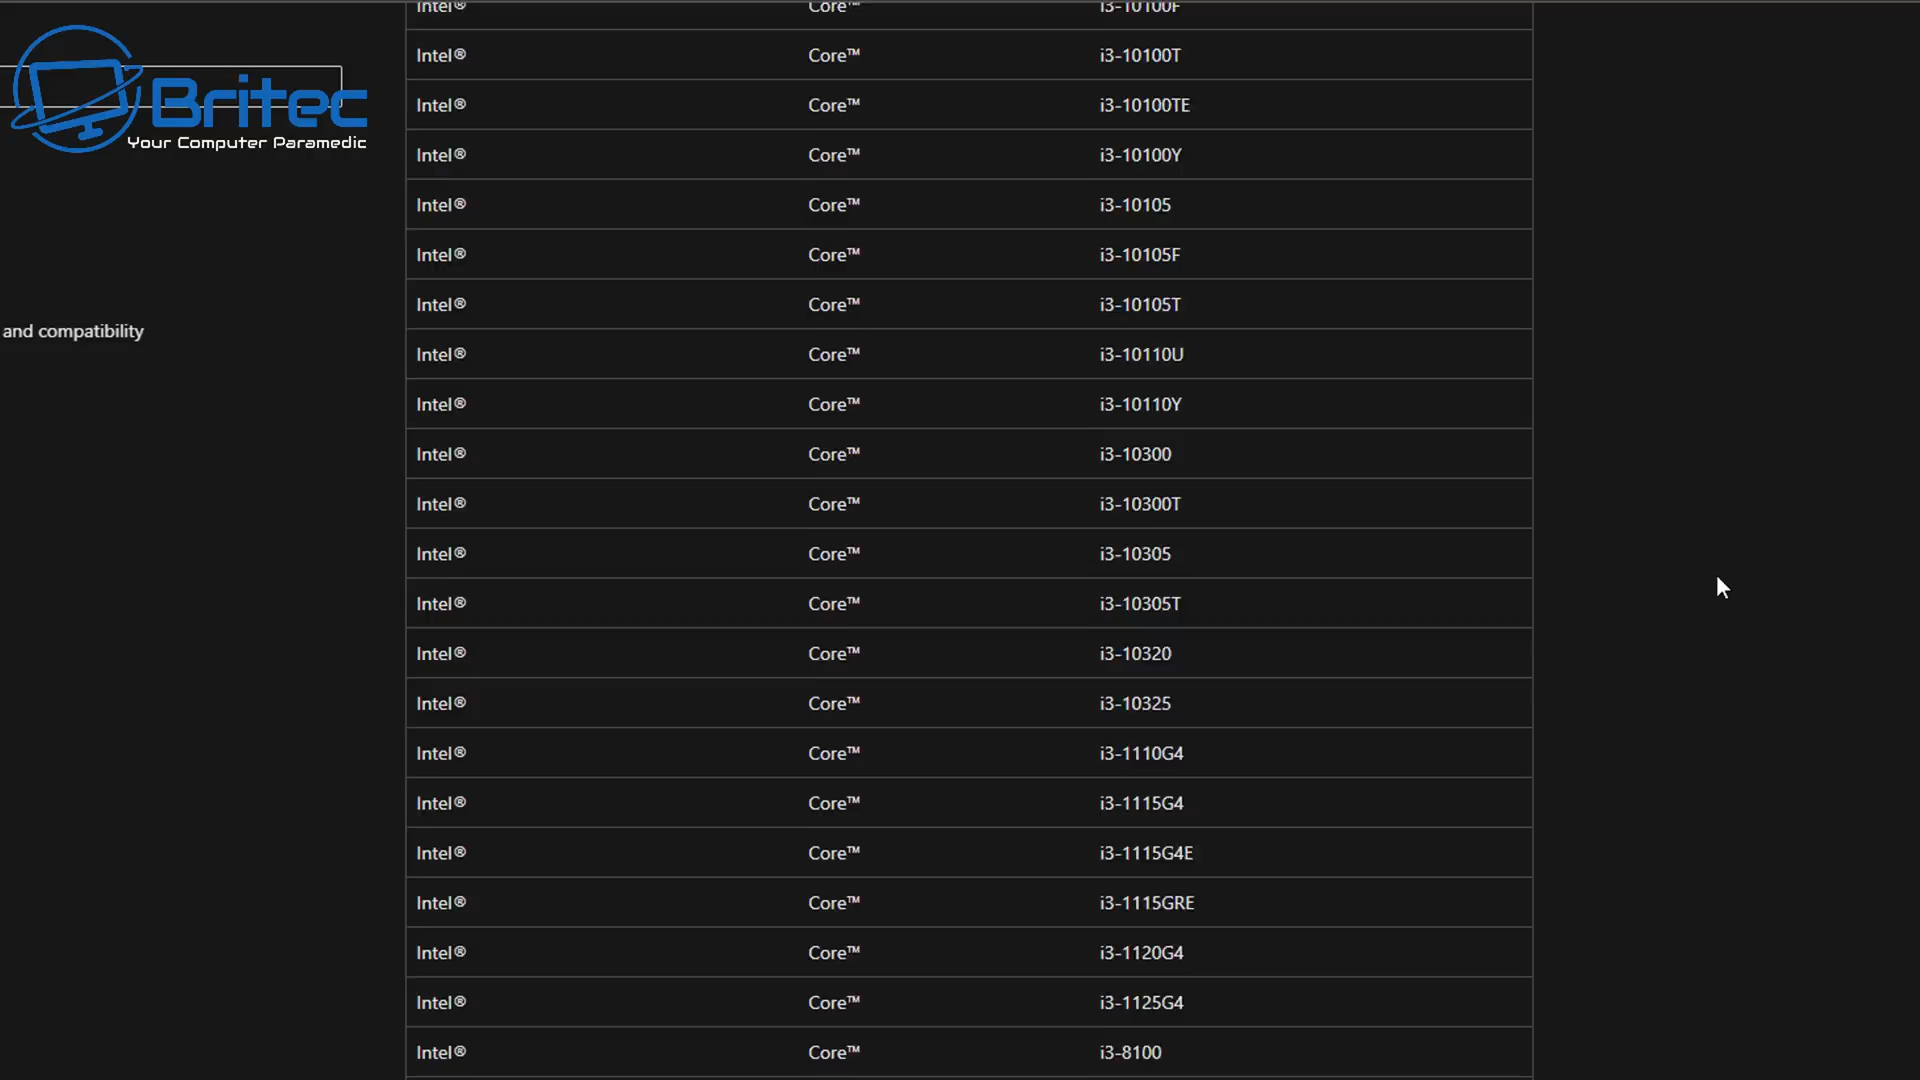 Intel® Core™ i3-10100F
Intel® Core™ i3-10100T
Britec
Your Computer Paramedic
Intel® Core™ i3-10100TE
Intel® Core™ i3-10100Y
Intel® Core™ i3-10105
Intel® Core™ i3-10105F
Intel® Core™ i3-10105T
and compatibility
Intel® Core™ i3-10110U
Intel® Core™ i3-10110Y
Intel® Core™ i3-10300
Intel® Core™ i3-10300T
Intel® Core™ i3-10305
Intel® Core™ i3-10305T
Intel® Core™ i3-10320
Intel® Core™ i3-10325
Intel® Core™ i3-1110G4
Intel® Core™ i3-1115G4
Intel® Core™ i3-1115G4E
Intel® Core™ i3-1115GRE
Intel® Core™ i3-1120G4
Intel® Core™ i3-1125G4
Intel® Core™ i3-8100